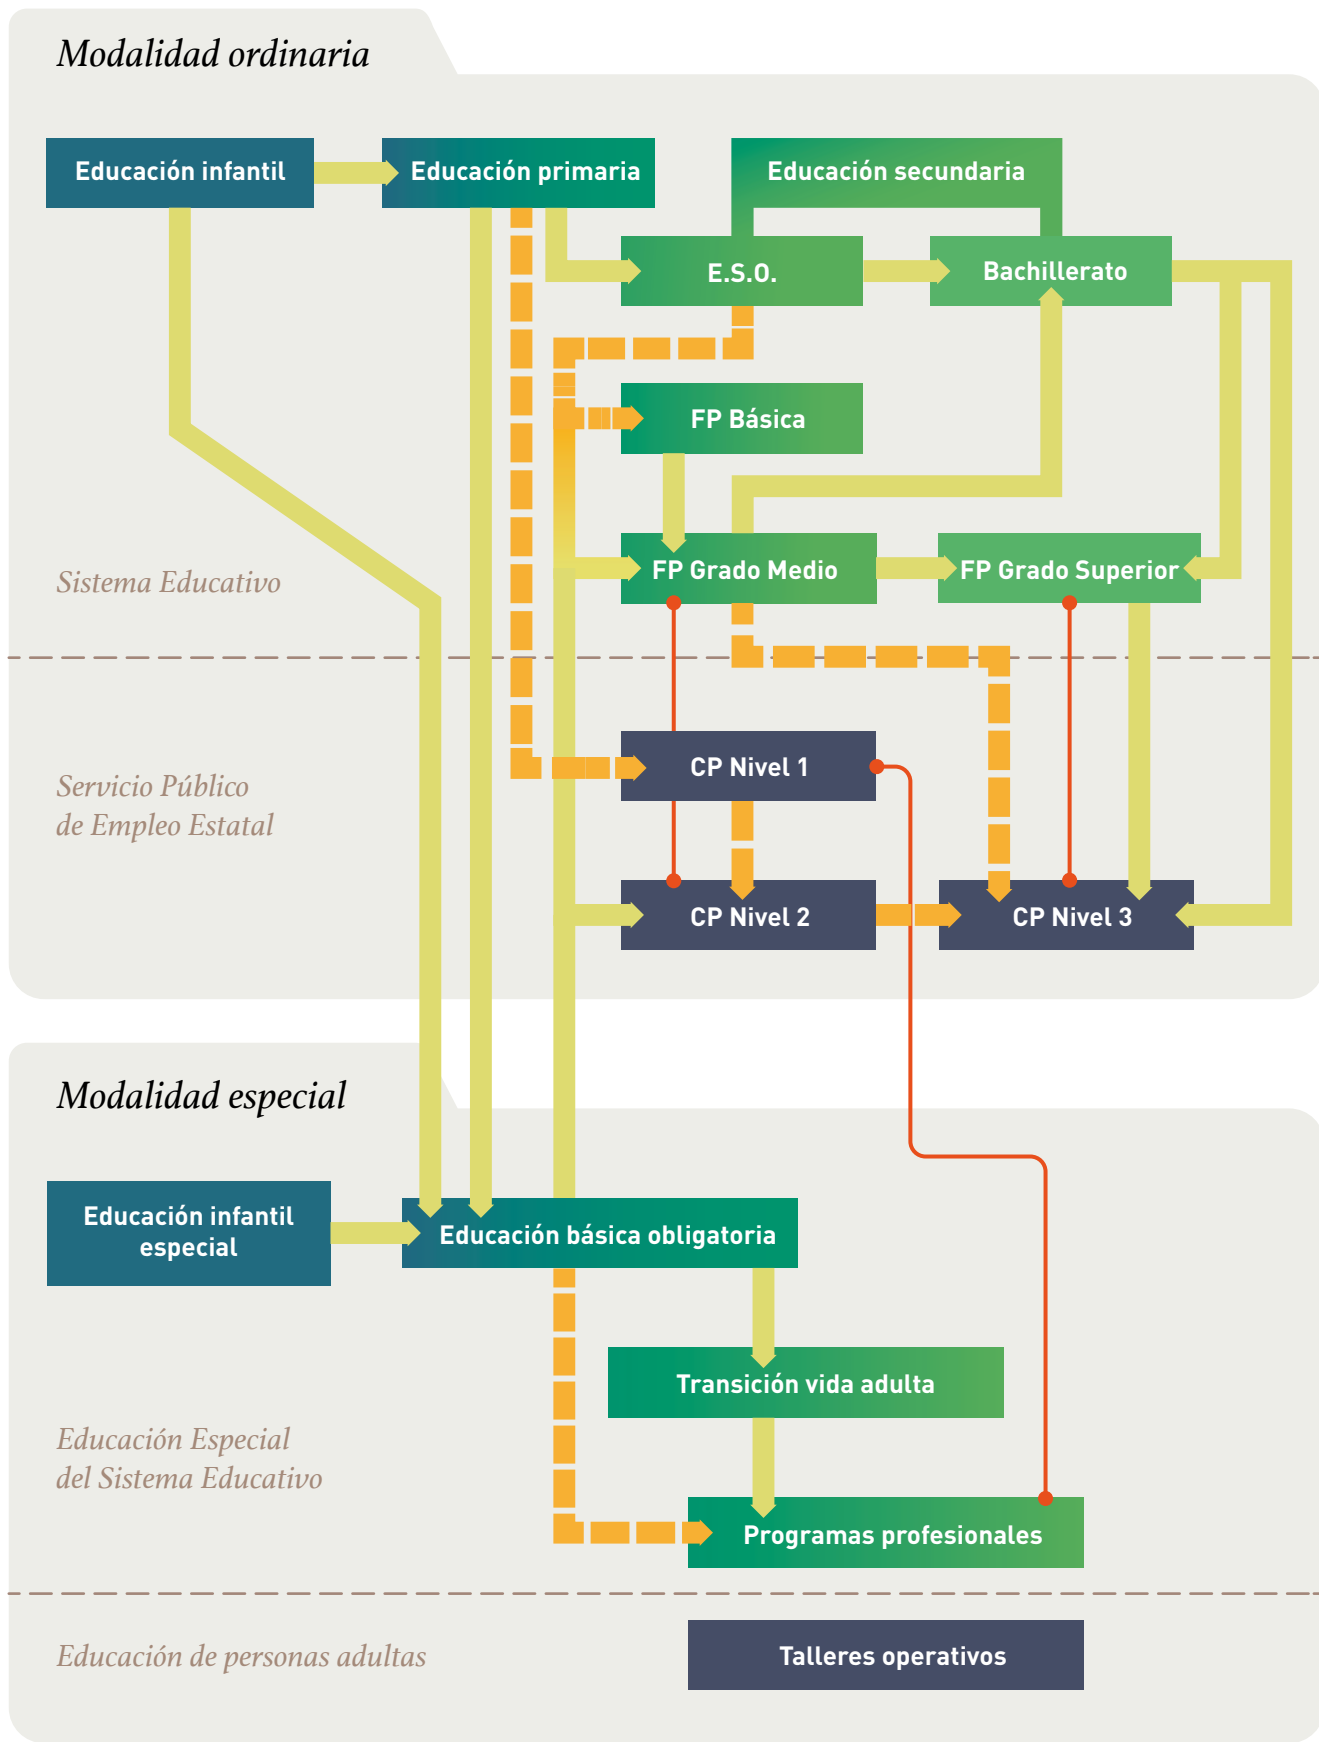 Modalidad ordinaria
Educación infantil
Educación primaria
Educación secundaria
E.S.O.
Bachillerato
FP Básica
Sistema Educativo
FP Grado Medio
FP Grado Superior
Servicio Público
de Empleo Estatal
CP Nivel 1
CP Nivel 2
CP Nivel 3
Modalidad especial
Educación infantil
especial
Educación básica obligatoria
Transición vida adulta
Educación Especial
del Sistema Educativo
Programas profesionales
Educación de personas adultas
Talleres operativos